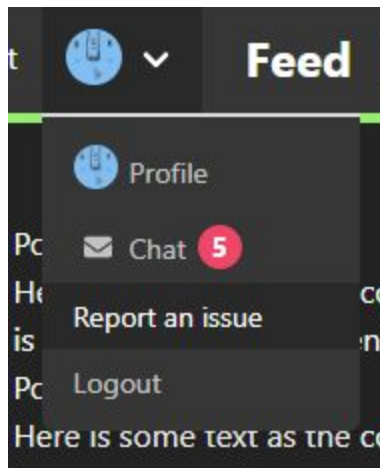 t
Feed
Profile
Chat 5
Report an issue
Logout
Here is some text as the co